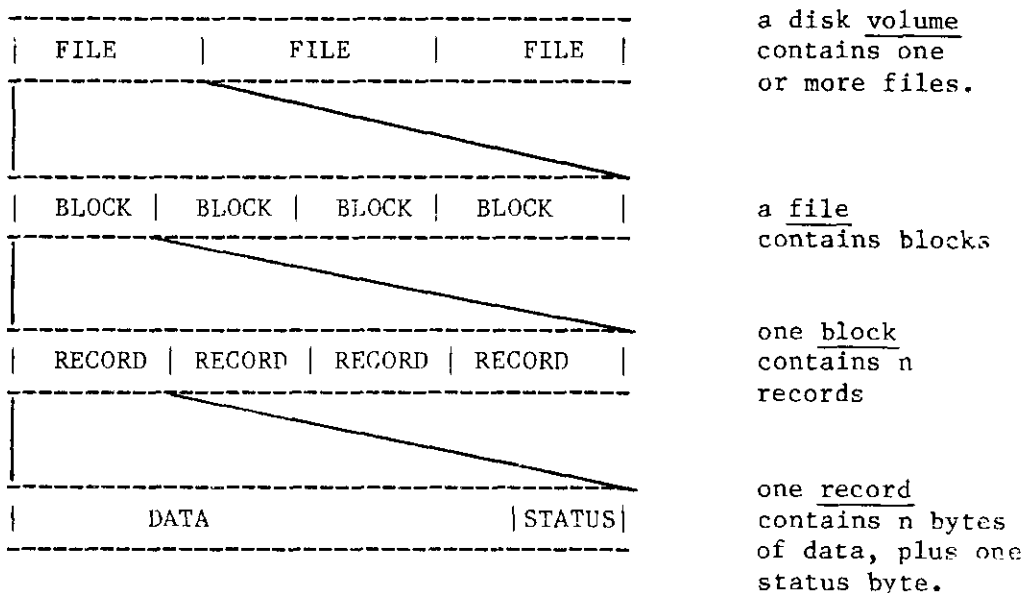 FILE | FILE | FILE
a disk volume
contains one
or more files.
BLOCK | BLOCK | BLOCK | BLOCK
a file
contains blocks
RECORD | RECORD | RECORD | RECORD
one block
contains n
records
DATA | STATUS
one record
contains n bytes
of data, plus one
status byte.